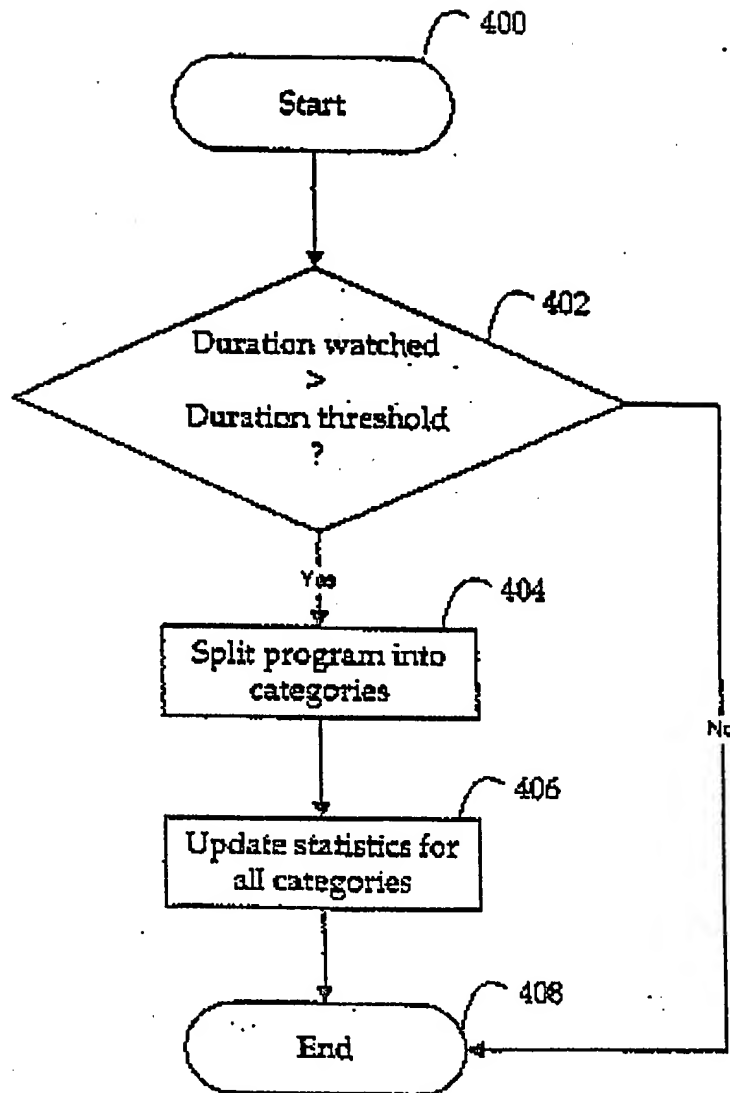 400
Start
402
Duration watched
>
Duration threshold
?
Yes
404
Split program into
categories
No
406
Update statistics for
all categories
408
End